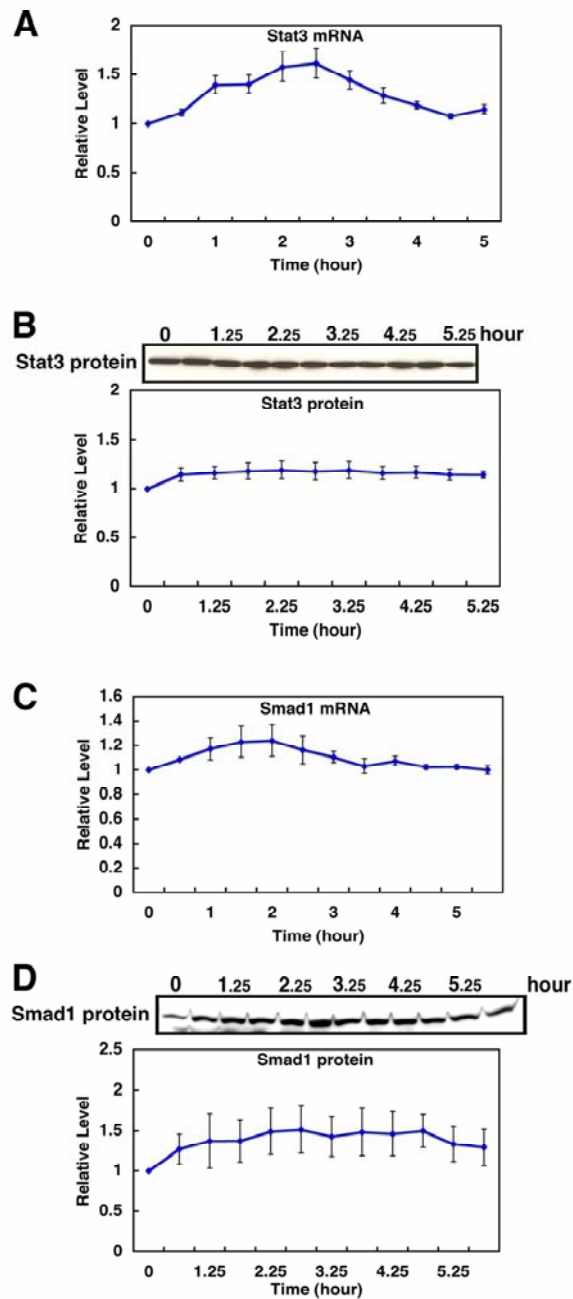 A
Stat3 mRNA
Relative Level
2
1.5
1
0.5
0
0 1 2 3 4 5
Time (hour)
B
0 1.25 2.25 3.25 4.25 5.25 hour
Stat3 protein
Stat3 protein
Relative Level
2
1.5
1
0.5
0
0 1.25 2.25 3.25 4.25 5.25
Time (hour)
C
Smad1 mRNA
Relative Level
1.6
1.4
1.2
1
0.8
0.6
0.4
0.2
0
0 1 2 3 4 5
Time (hour)
D
0 1.25 2.25 3.25 4.25 5.25 hour
Smad1 protein
Smad1 protein
Relative Level
2.5
2
1.5
1
0.5
0
0 1.25 2.25 3.25 4.25 5.25
Time (hour)